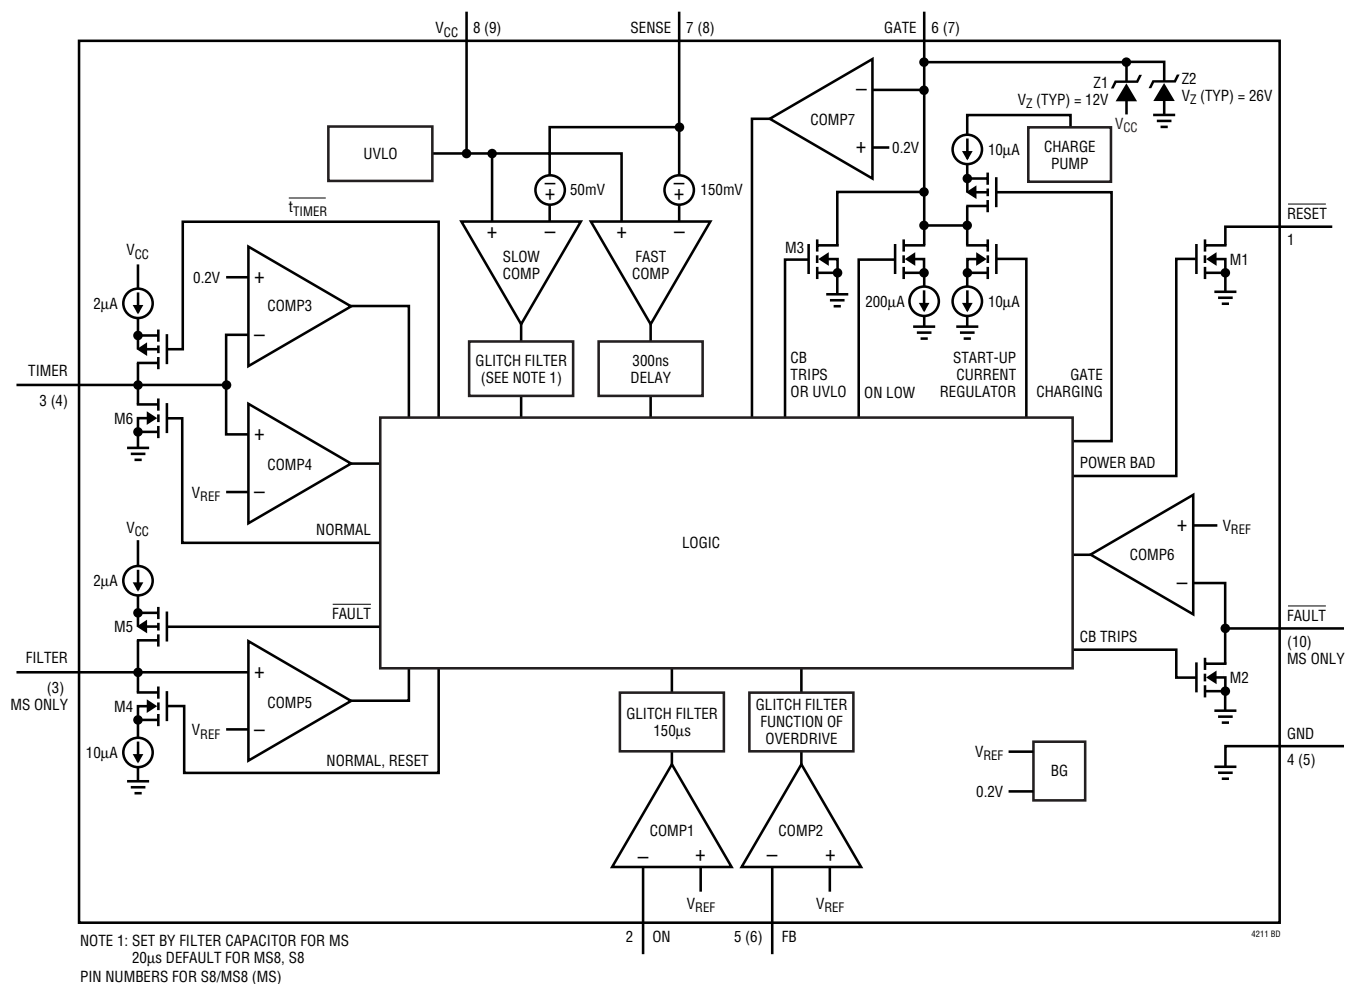 VCC 8 (9)
SENSE 7 (8)
GATE 6 (7)
Z1
VZ (TYP) = 12V
VCC
Z2
VZ (TYP) = 26V
COMP7
–
+
0.2V
10µA
CHARGE
PUMP
UVLO
–
+
50mV
–
+
150mV
tTIMER
+ –
SLOW
COMP
+ –
FAST
COMP
M3
200µA
10µA
RESET
1
M1
VCC
2µA
0.2V
+
–
COMP3
TIMER
3 (4)
M6
GLITCH FILTER
(SEE NOTE 1)
300ns
DELAY
CB
TRIPS
OR UVLO
ON LOW
START-UP
CURRENT
REGULATOR
GATE
CHARGING
+
COMP4
VREF –
NORMAL
POWER BAD
LOGIC
COMP6
+ VREF
–
VCC
2µA
M5
FAULT
FAULT
(10)
MS ONLY
CB TRIPS
M2
FILTER
(3)
MS ONLY
M4
10µA
+
COMP5
VREF –
NORMAL, RESET
GLITCH FILTER
150µs
GLITCH FILTER
FUNCTION OF
OVERDRIVE
GND
4 (5)
VREF
0.2V
BG
COMP1
– +
VREF
COMP2
– +
VREF
2 ON
5 (6) FB
4211 BD
NOTE 1: SET BY FILTER CAPACITOR FOR MS
20µs DEFAULT FOR MS8, S8
PIN NUMBERS FOR S8/MS8 (MS)